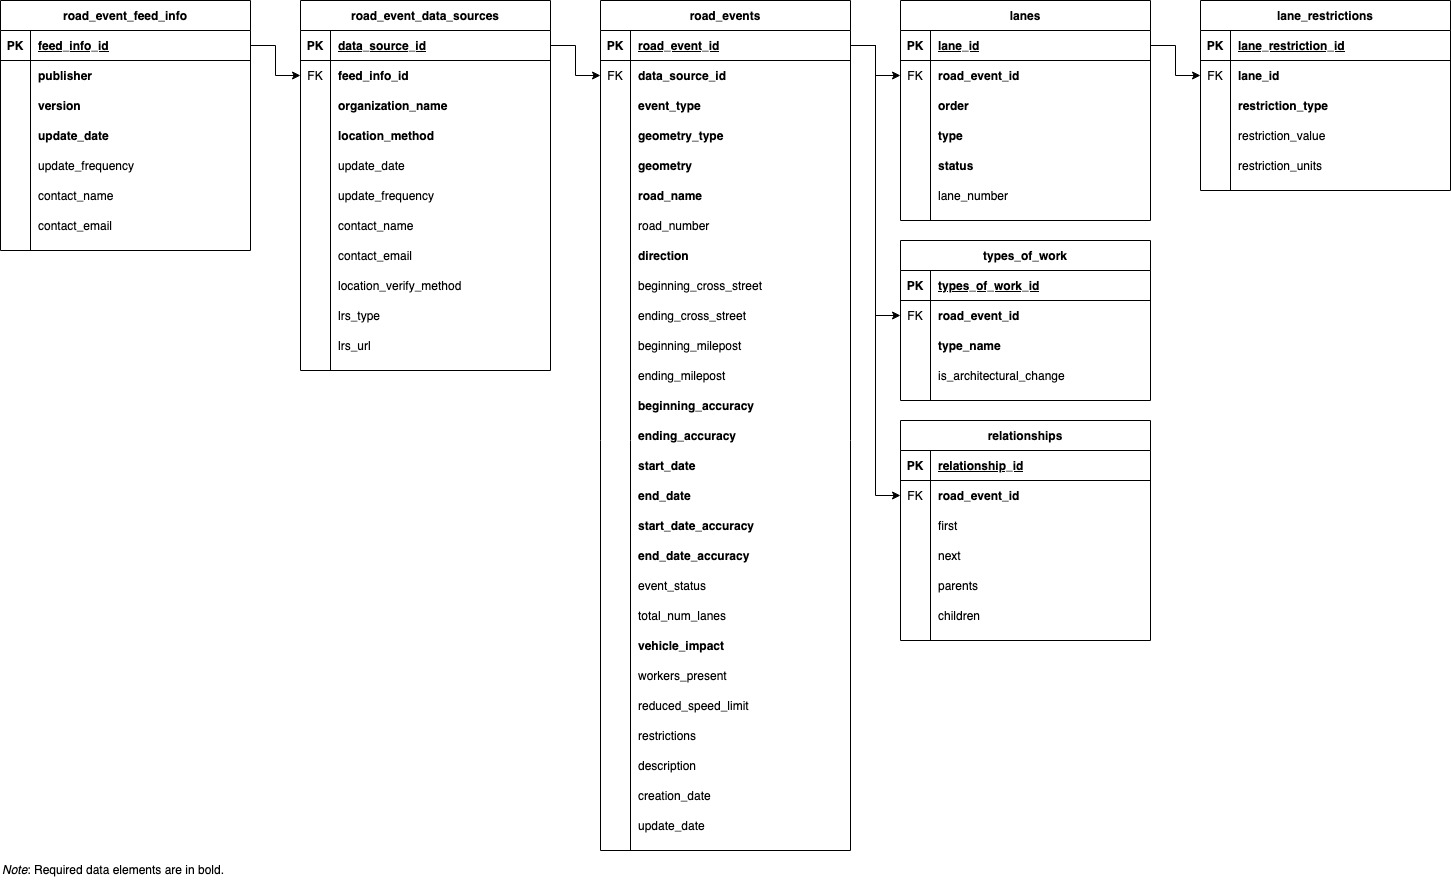 road_event_feed_info
PK feed_info_id
publisher
version
update_date
update_frequency
contact_name
contact_email
road_event_data_sources
PK data_source_id
FK feed_info_id
organization_name
location_method
update_date
update_frequency
contact_name
contact_email
location_verify_method
lrs_type
lrs_url
road_events
PK road_event_id
FK data_source_id
event_type
geometry_type
geometry
road_name
road_number
direction
beginning_cross_street
ending_cross_street
beginning_milepost
ending_milepost
beginning_accuracy
ending_accuracy
start_date
end_date
start_date_accuracy
end_date_accuracy
event_status
total_num_lanes
vehicle_impact
workers_present
reduced_speed_limit
restrictions
description
creation_date
update_date
lanes
PK lane_id
FK road_event_id
order
type
status
lane_number
types_of_work
PK types_of_work_id
FK road_event_id
type_name
is_architectural_change
relationships
PK relationship_id
FK road_event_id
first
next
parents
children
lane_restrictions
PK lane_restriction_id
FK lane_id
restriction_type
restriction_value
restriction_units
Note: Required data elements are in bold.